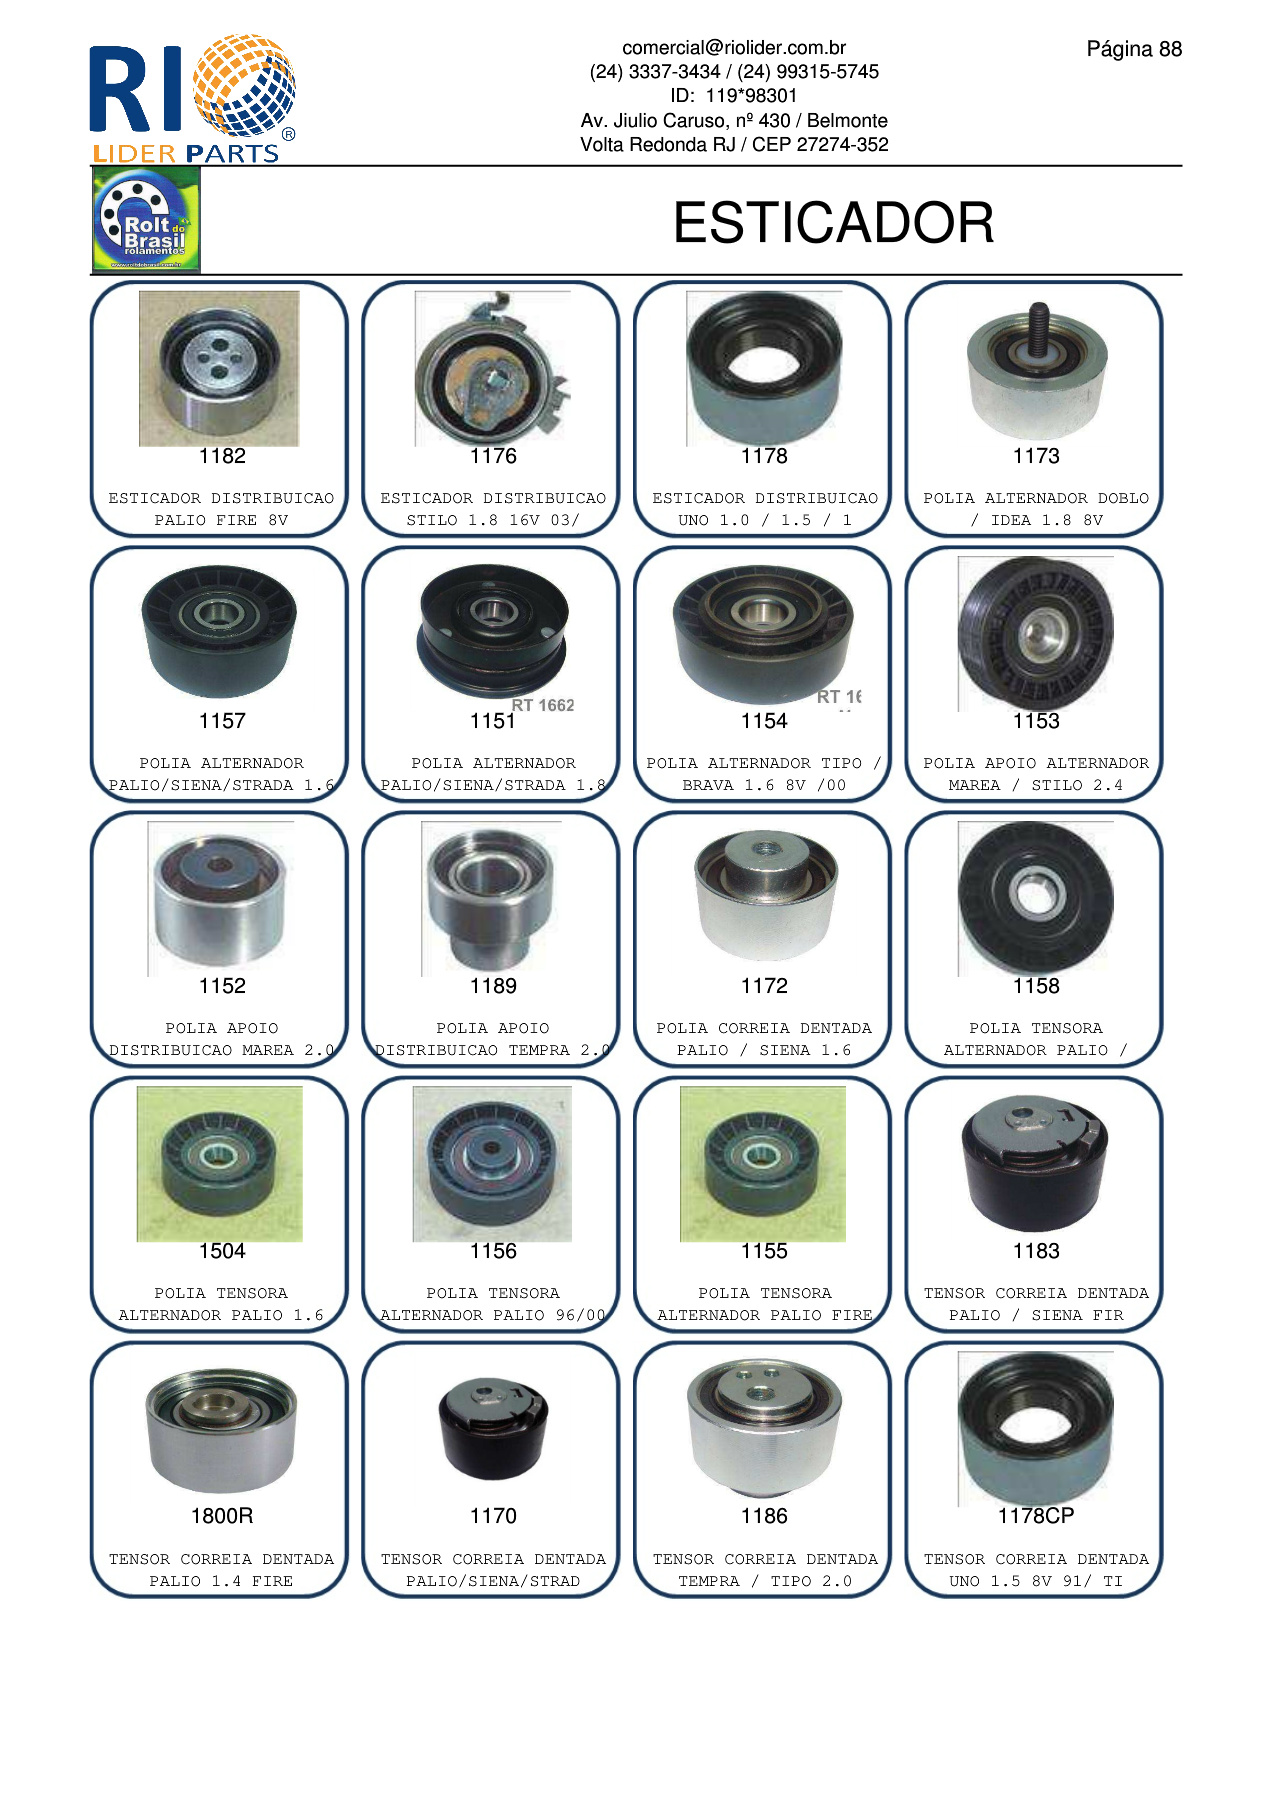 RIO
®
LIDER PARTS
comercial@riolider.com.br
(24) 3337-3434 / (24) 99315-5745
ID: 119*98301
Av. Jiulio Caruso, nº 430 / Belmonte
Volta Redonda RJ / CEP 27274-352
Página 88
Rolt do
Brasil
rolamentos
www.roltdobrasil.com.br
ESTICADOR
1182
ESTICADOR DISTRIBUICAO
PALIO FIRE 8V
1176
ESTICADOR DISTRIBUICAO
STILO 1.8 16V 03/
1178
ESTICADOR DISTRIBUICAO
UNO 1.0 / 1.5 / 1
1173
POLIA ALTERNADOR DOBLO
/ IDEA 1.8 8V
1157
POLIA ALTERNADOR
PALIO/SIENA/STRADA 1.6
RT 1662
1151
POLIA ALTERNADOR
PALIO/SIENA/STRADA 1.8
RT 16
1154
POLIA ALTERNADOR TIPO /
BRAVA 1.6 8V /00
1153
POLIA APOIO ALTERNADOR
MAREA / STILO 2.4
1152
POLIA APOIO
DISTRIBUICAO MAREA 2.0
1189
POLIA APOIO
DISTRIBUICAO TEMPRA 2.0
1172
POLIA CORREIA DENTADA
PALIO / SIENA 1.6
1158
POLIA TENSORA
ALTERNADOR PALIO /
1504
POLIA TENSORA
ALTERNADOR PALIO 1.6
1156
POLIA TENSORA
ALTERNADOR PALIO 96/00
1155
POLIA TENSORA
ALTERNADOR PALIO FIRE
1183
TENSOR CORREIA DENTADA
PALIO / SIENA FIR
1800R
TENSOR CORREIA DENTADA
PALIO 1.4 FIRE
1170
TENSOR CORREIA DENTADA
PALIO/SIENA/STRAD
1186
TENSOR CORREIA DENTADA
TEMPRA / TIPO 2.0
1178CP
TENSOR CORREIA DENTADA
UNO 1.5 8V 91/ TI